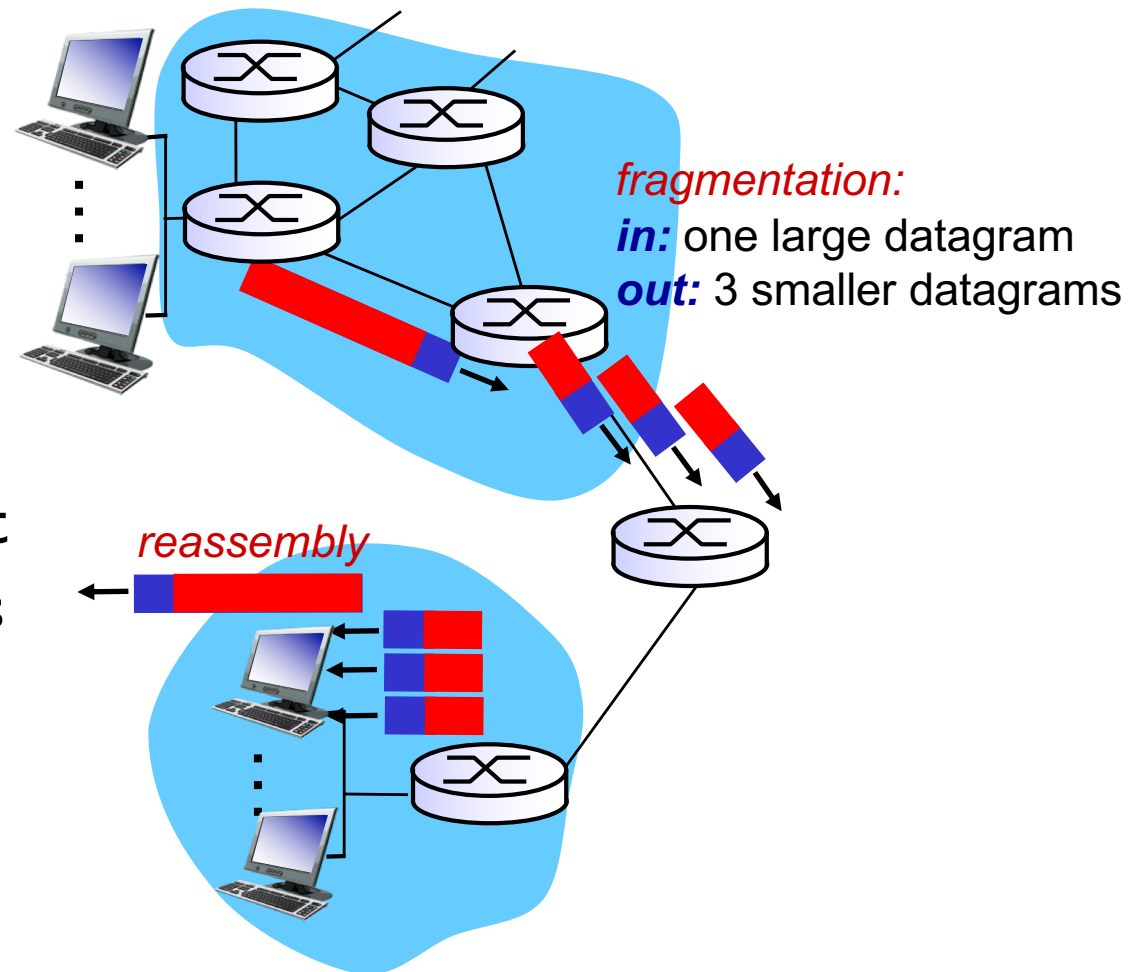 fragmentation:
in: one large datagram
out: 3 smaller datagrams
reassembly
t
s